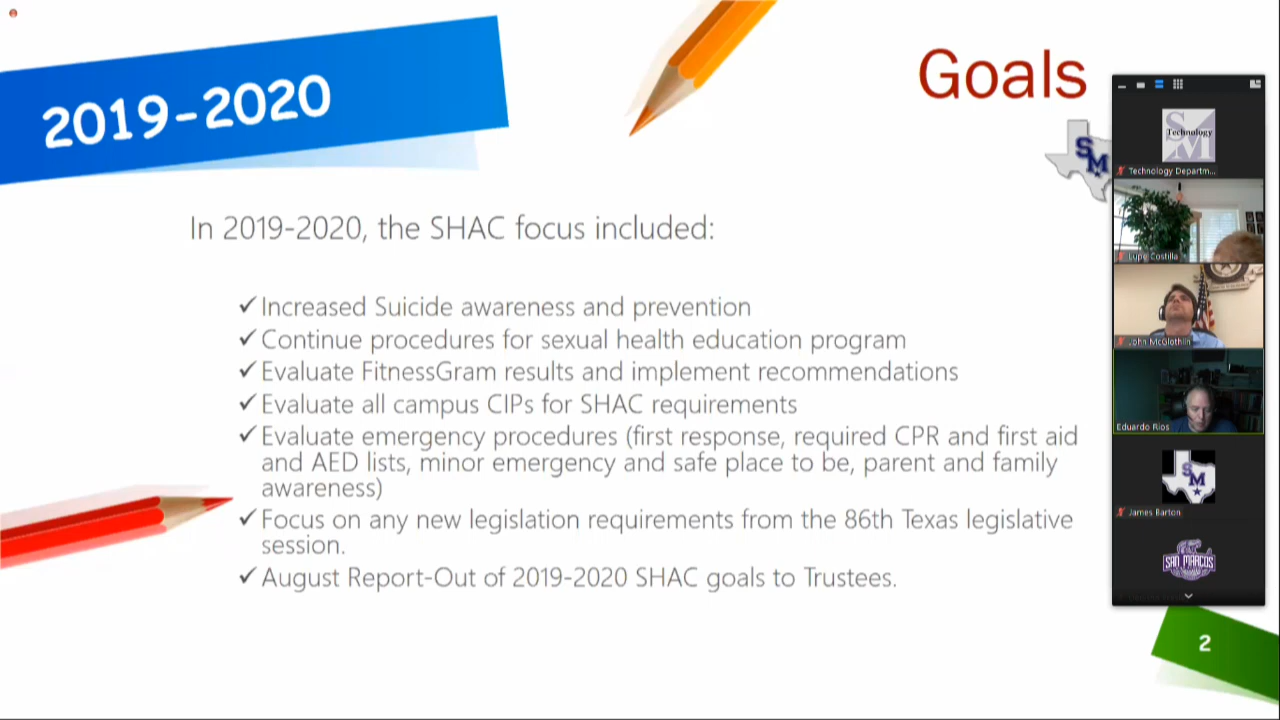 2019-2020
Goals
SM
In 2019-2020, the SHAC focus included:
✓Increased Suicide awareness and prevention
✓Continue procedures for sexual health education program
✓Evaluate FitnessGram results and implement recommendations
✓Evaluate all campus CIPs for SHAC requirements
✓Evaluate emergency procedures (first response, required CPR and first aid
and AED lists, minor emergency and safe place to be, parent and family
awareness)
✓Focus on any new legislation requirements from the 86th Texas legislative
session.
✓August Report-Out of 2019-2020 SHAC goals to Trustees.
2
SM
Technology
Technology Departm...
Lupe Costilla
John McGlothlin
Eduardo Rios
SM
James Barton
SAN MARCOS